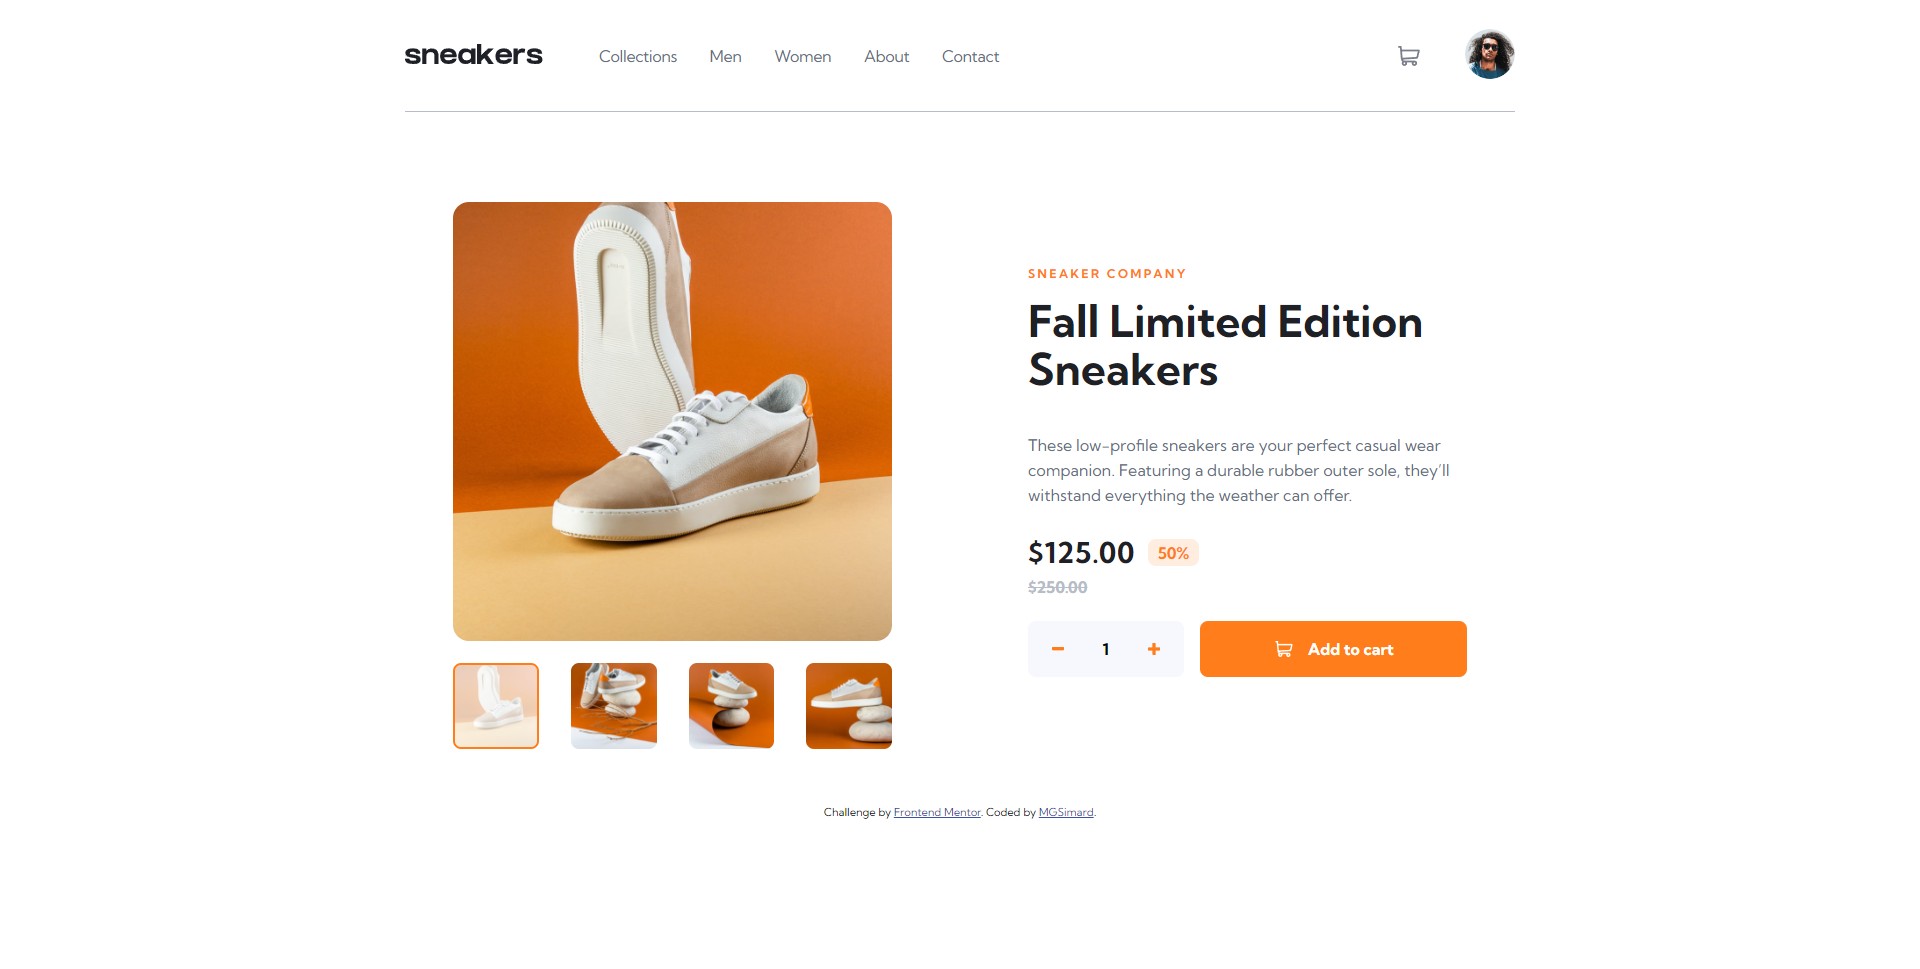 sneakers Collections Men Women About Contact
SNEAKER COMPANY
Fall Limited Edition
Sneakers
These low-profile sneakers are your perfect casual wear
companion. Featuring a durable rubber outer sole, they’ll
withstand everything the weather can offer.
$125.00 50%
$250.00
1 Add to cart
Challenge by Frontend Mentor. Coded by MGSimard.